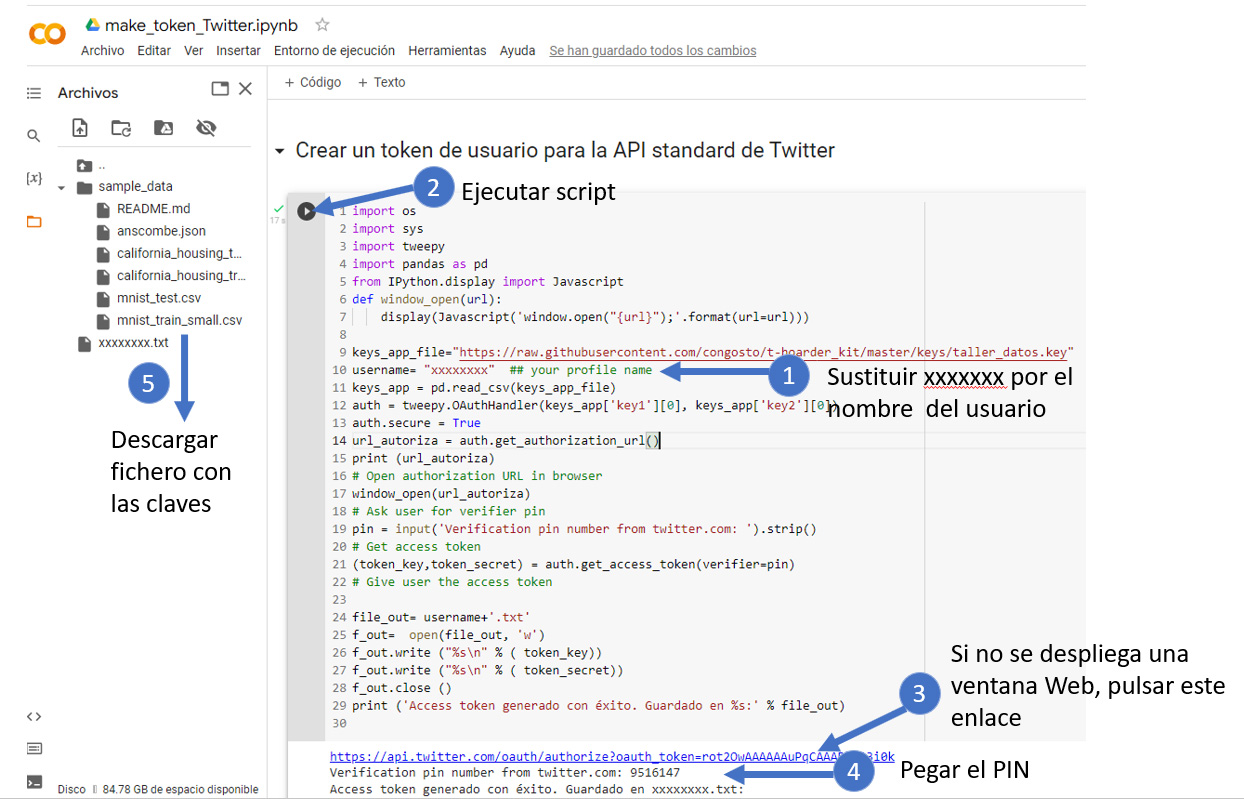 make_token_Twitter.ipynb
Archivo Editar Ver Insertar Entorno de ejecución Herramientas Ayuda Se han guardado todos los cambios
Archivos
+ Código + Texto
..
sample_data
README.md
anscombe.json
california_housing_t...
california_housing_tr...
mnist_test.csv
mnist_train_small.csv
xxxxxxxx.txt
5
Descargar
fichero con
las claves
Disco 84.78 GB de espacio disponible
Crear un token de usuario para la API standard de Twitter
2 Ejecutar script
17 s
1 import os
2 import sys
3 import tweepy
4 import pandas as pd
5 from IPython.display import Javascript
6 def window_open(url):
7 display(Javascript('window.open("{url}");'.format(url=url)))
8
9 keys_app_file="https://raw.githubusercontent.com/congosto/t-hoarder_kit/master/keys/taller_datos.key"
10 username= "xxxxxxxx" ## your profile name
11 keys_app = pd.read_csv(keys_app_file)
12 auth = tweepy.OAuthHandler(keys_app['key1'][0], keys_app['key2'][0])
13 auth.secure = True
14 url_autoriza = auth.get_authorization_url()
15 print (url_autoriza)
16 # Open authorization URL in browser
17 window_open(url_autoriza)
18 # Ask user for verifier pin
19 pin = input('Verification pin number from twitter.com: ').strip()
20 # Get access token
21 (token_key,token_secret) = auth.get_access_token(verifier=pin)
22 # Give user the access token
23
24 file_out= username+'.txt'
25 f_out= open(file_out, 'w')
26 f_out.write ("%s\n" % ( token_key))
27 f_out.write ("%s\n" % ( token_secret))
28 f_out.close ()
29 print ('Access token generado con éxito. Guardado en %s:' % file_out)
30
1
Sustituir xxxxxxx por el
nombre del usuario
3
Si no se despliega una
ventana Web, pulsar este
enlace
https://api.twitter.com/oauth/authorize?oauth_token=rot2OwAAAAAAuPqCAAA
Verification pin number from twitter.com: 9516147
4 Pegar el PIN
Access token generado con éxito. Guardado en xxxxxxxx.txt: